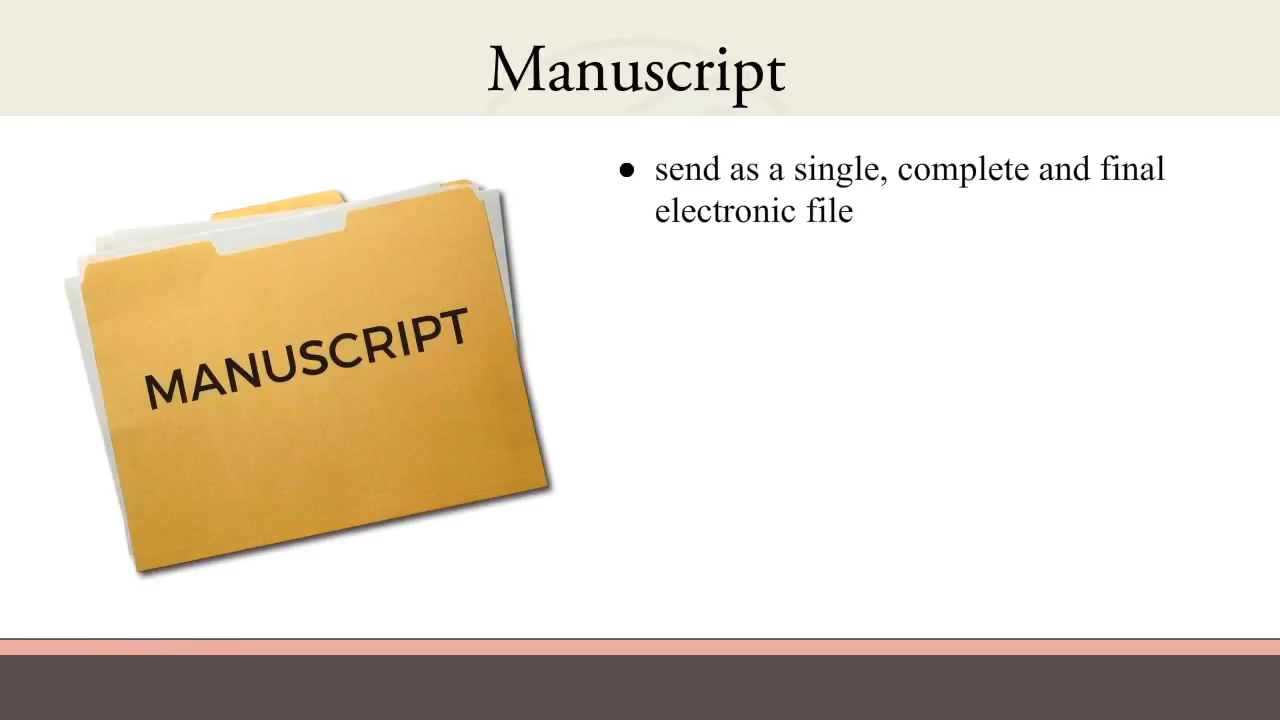 Manuscript
● send as a single, complete and final
electronic file
MANUSCRIPT